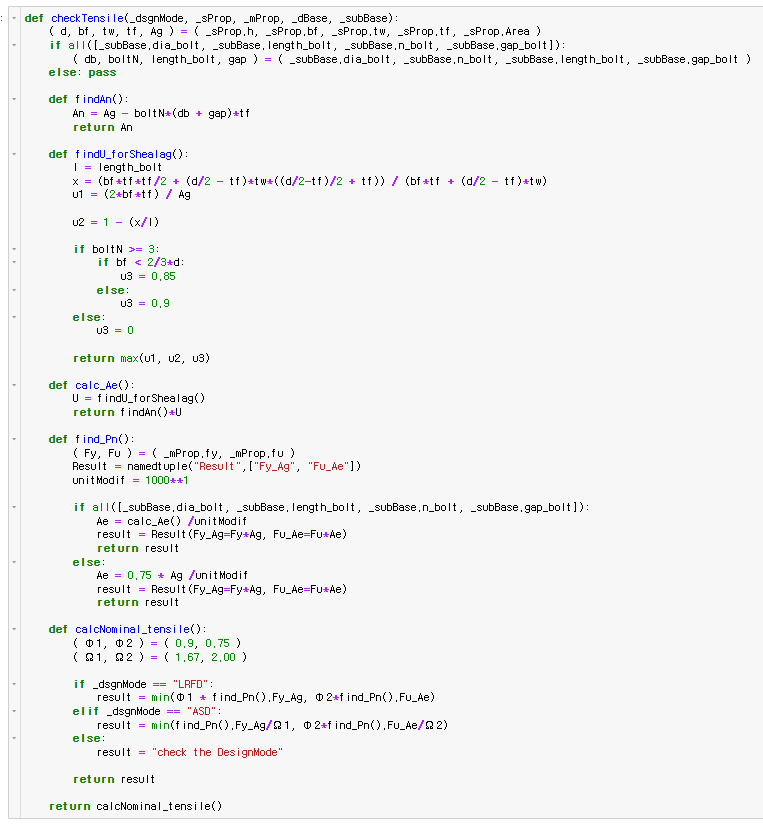 def checkTensile(_dsgnMode, _sProp, _mProp, _dBase, _subBase):
    ( d, bf, tw, tf, Ag ) = ( _sProp.h, _sProp.bf, _sProp.tw, _sProp.tf, _sProp.Area )
    if all([_subBase.dia_bolt, _subBase.length_bolt, _subBase.n_bolt, _subBase.gap_bolt]):
        ( db, boltN, length_bolt, gap ) = ( _subBase.dia_bolt, _subBase.n_bolt, _subBase.length_bolt, _subBase.gap_bolt )
    else: pass

    def findAn():
        An = Ag - boltN*(db + gap)*tf
        return An

    def findU_forShealag():
        l = length_bolt
        x = (bf*tf*tf/2 + (d/2 - tf)*tw*((d/2-tf)/2 + tf)) / (bf*tf + (d/2 - tf)*tw)
        u1 = (2*bf*tf) / Ag

        u2 = 1 - (x/l)

        if boltN >= 3:
            if bf < 2/3*d:
                u3 = 0.85
            else:
                u3 = 0.9
        else:
            u3 = 0

        return max(u1, u2, u3)

    def calc_Ae():
        U = findU_forShealag()
        return findAn()*U

    def find_Pn():
        ( Fy, Fu ) = ( _mProp.fy, _mProp.fu )
        Result = namedtuple("Result",["Fy_Ag", "Fu_Ae"])
        unitModif = 1000**1

        if all([_subBase.dia_bolt, _subBase.length_bolt, _subBase.n_bolt, _subBase.gap_bolt]):
            Ae = calc_Ae() /unitModif
            result = Result(Fy_Ag=Fy*Ag, Fu_Ae=Fu*Ae)
            return result
        else:
            Ae = 0.75 * Ag /unitModif
            result = Result(Fy_Ag=Fy*Ag, Fu_Ae=Fu*Ae)
            return result

    def calcNominal_tensile():
        ( Φ1, Φ2 ) = ( 0.9, 0.75 )
        ( Ω1, Ω2 ) = ( 1.67, 2.00 )

        if _dsgnMode == "LRFD":
            result = min(Φ1 * find_Pn().Fy_Ag, Φ2*find_Pn().Fu_Ae)
        elif _dsgnMode == "ASD":
            result = min(find_Pn().Fy_Ag/Ω1, Φ2*find_Pn().Fu_Ae/Ω2)
        else:
            result = "check the DesignMode"

        return result

    return calcNominal_tensile()